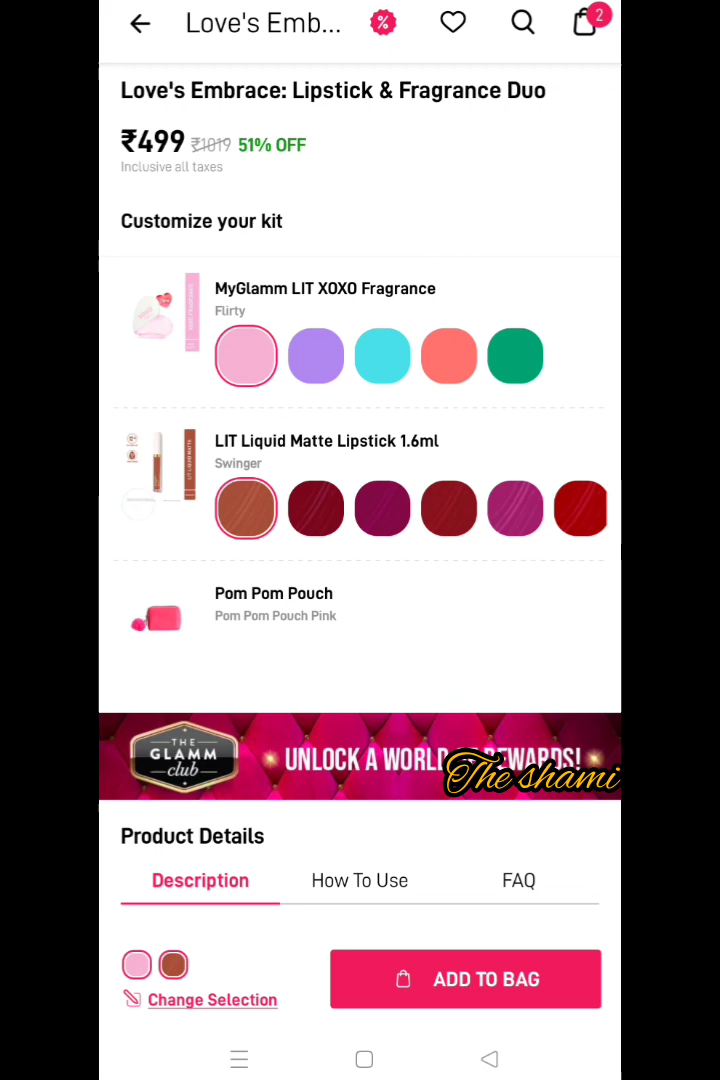 Love's Emb...
%
2
Love's Embrace: Lipstick & Fragrance Duo
₹499 ₹1019 51% OFF
Inclusive all taxes
Customize your kit
MyGlamm LIT XOXO Fragrance
Flirty
LIT Liquid Matte Lipstick 1.6ml
Swinger
LIT LIQUID MATTE
Pom Pom Pouch
Pom Pom Pouch Pink
THE
GLAMM
club
UNLOCK A WORLD REWARDS!
The shami
Product Details
Description How To Use FAQ
Change Selection
ADD TO BAG